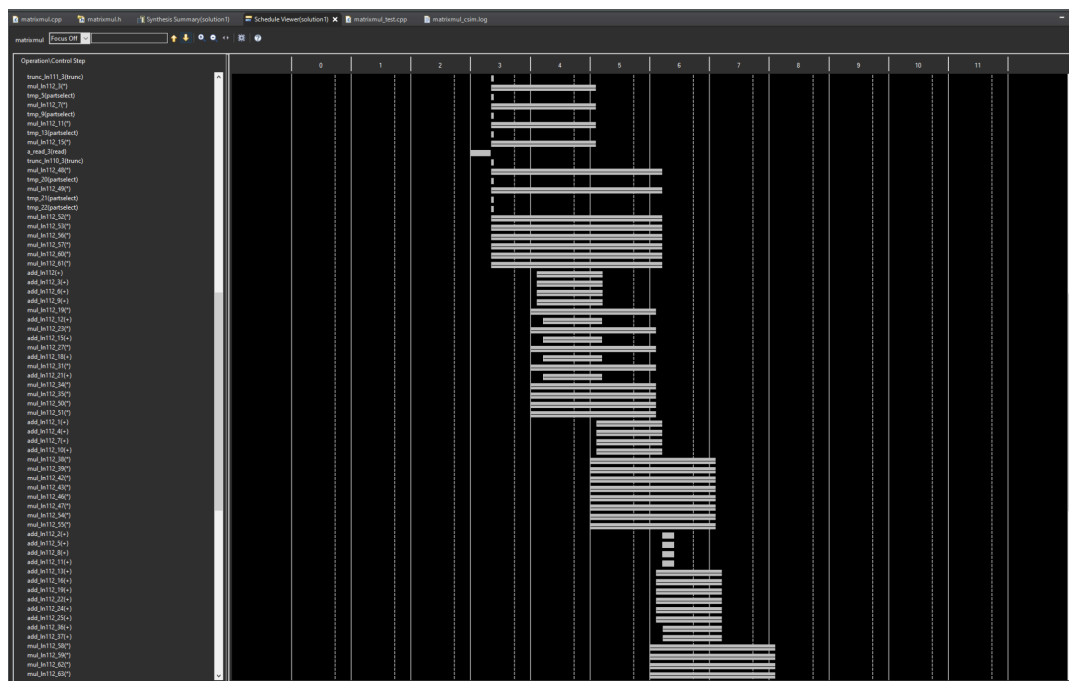 matrixmul.cpp matrixmul.h Synthesis Summary(solution1) Schedule Viewer(solution1) matrixmul_test.cpp matrixmul_csim.log
matrixmul Focus Off
Operation\Control Step 0 1 2 3 4 5 6 7 8 9 10 11
trunc_ln111_3(trunc)
mul_ln112_3(*)
tmp_5(partselect)
mul_ln112_7(*)
tmp_9(partselect)
mul_ln112_11(*)
tmp_13(partselect)
mul_ln112_15(*)
a_read_3(read)
trunc_ln110_3(trunc)
mul_ln112_48(*)
tmp_20(partselect)
mul_ln112_49(*)
tmp_21(partselect)
tmp_22(partselect)
mul_ln112_52(*)
mul_ln112_53(*)
mul_ln112_56(*)
mul_ln112_57(*)
mul_ln112_60(*)
mul_ln112_61(*)
add_ln112(+)
add_ln112_3(+)
add_ln112_6(+)
add_ln112_9(+)
mul_ln112_19(*)
add_ln112_12(+)
mul_ln112_23(*)
add_ln112_15(+)
mul_ln112_27(*)
add_ln112_18(+)
mul_ln112_31(*)
add_ln112_21(+)
mul_ln112_34(*)
mul_ln112_35(*)
mul_ln112_50(*)
mul_ln112_51(*)
add_ln112_1(+)
add_ln112_4(+)
add_ln112_7(+)
add_ln112_10(+)
mul_ln112_38(*)
mul_ln112_39(*)
mul_ln112_42(*)
mul_ln112_43(*)
mul_ln112_46(*)
mul_ln112_47(*)
mul_ln112_54(*)
mul_ln112_55(*)
add_ln112_2(+)
add_ln112_5(+)
add_ln112_8(+)
add_ln112_11(+)
add_ln112_13(+)
add_ln112_16(+)
add_ln112_19(+)
add_ln112_22(+)
add_ln112_24(+)
add_ln112_25(+)
add_ln112_36(+)
add_ln112_37(+)
mul_ln112_58(*)
mul_ln112_59(*)
mul_ln112_62(*)
mul_ln112_63(*)